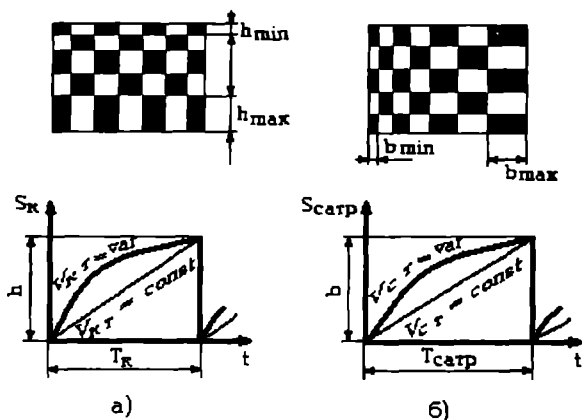 hmin
hmax
bmin
bmax
Sк
h
Vк т = var
Vк т = const
Tк
t
а)
Sсатр
b
Vс т = var
Vс т = const
Tсатр
t
б)